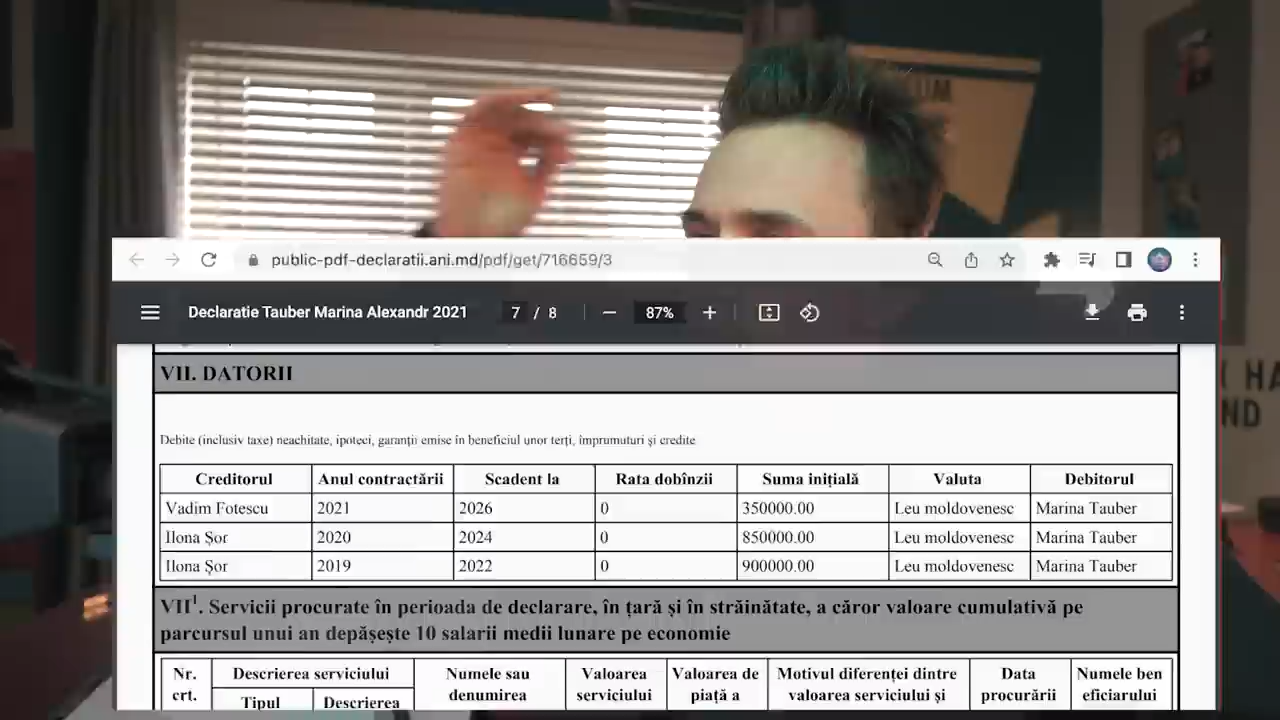 public-pdf-declaratii.ani.md/pdf/get/716659/3
Declaratie Tauber Marina Alexandr 2021 7 / 8 87%
VII. DATORII
Debite (inclusiv taxe) neachitate, ipoteci, garanții emise în beneficiul unor terți, împrumuturi și credite
Creditorul Anul contractării Scadent la Rata dobînzii Suma inițială Valuta Debitorul
Vadim Fotescu 2021 2026 0 350000.00 Leu moldovenesc Marina Tauber
Ilona Șor 2020 2024 0 850000.00 Leu moldovenesc Marina Tauber
Ilona Șor 2019 2022 0 900000.00 Leu moldovenesc Marina Tauber
VII¹. Servicii procurate în perioada de declarare, în țară și în străinătate, a căror valoare cumulativă pe
parcursul unui an depășește 10 salarii medii lunare pe economie
Nr. crt.
Descrierea serviciului
Tipul Descrierea
Numele sau denumirea
Valoarea serviciului
Valoarea de piață a
Motivul diferenței dintre valoarea serviciului și
Data procurării
Numele ben eficiarului
HA
ND
UM